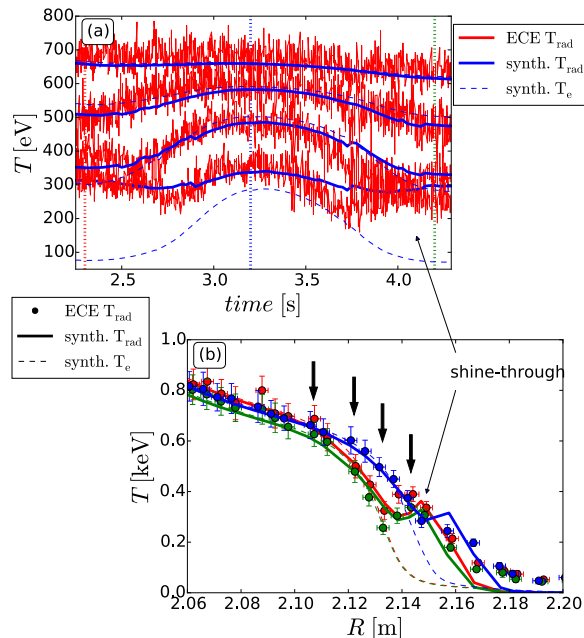 (a)
800
700
600
500
400
300
200
100
T [eV]
2.5
3.0
3.5
4.0
time [s]
ECE T_rad
synth. T_rad
synth. T_e
ECE T_rad
synth. T_rad
synth. T_e
(b)
shine-through
1.0
0.8
0.6
0.4
0.2
0.0
T [keV]
2.06
2.08
2.10
2.12
2.14
2.16
2.18
2.20
R [m]